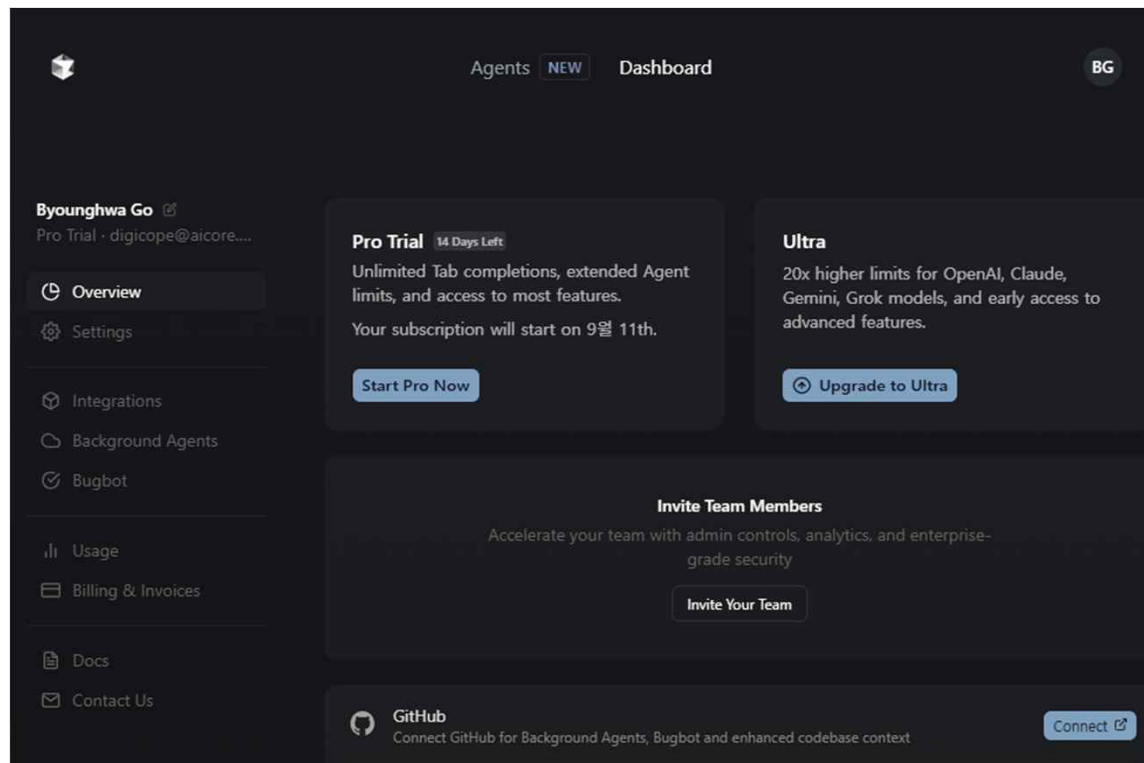 Agents NEW Dashboard
BG
Byounghwa Go
Pro Trial · digicope@aicore....
Overview
Settings
Integrations
Background Agents
Bugbot
Usage
Billing & Invoices
Docs
Contact Us
Pro Trial 14 Days Left
Unlimited Tab completions, extended Agent
limits, and access to most features.
Your subscription will start on 9월 11th.
Start Pro Now
Ultra
20x higher limits for OpenAI, Claude,
Gemini, Grok models, and early access to
advanced features.
Upgrade to Ultra
Invite Team Members
Accelerate your team with admin controls, analytics, and enterprise-
grade security
Invite Your Team
GitHub
Connect GitHub for Background Agents, Bugbot and enhanced codebase context
Connect